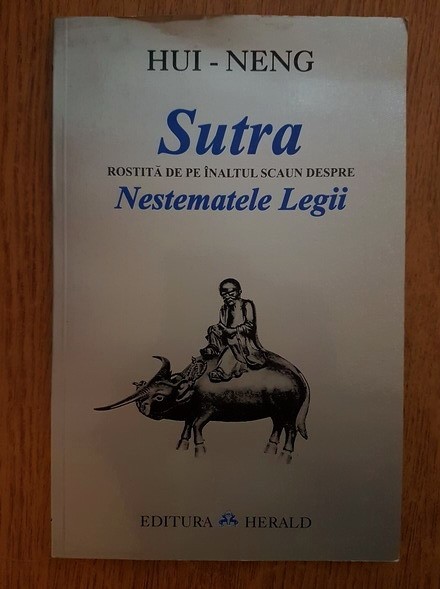 HUI - NENG
Sutra
ROSTITĂ DE PE ÎNALTUL SCAUN DESPRE
Nestematele Legii
EDITURA HERALD